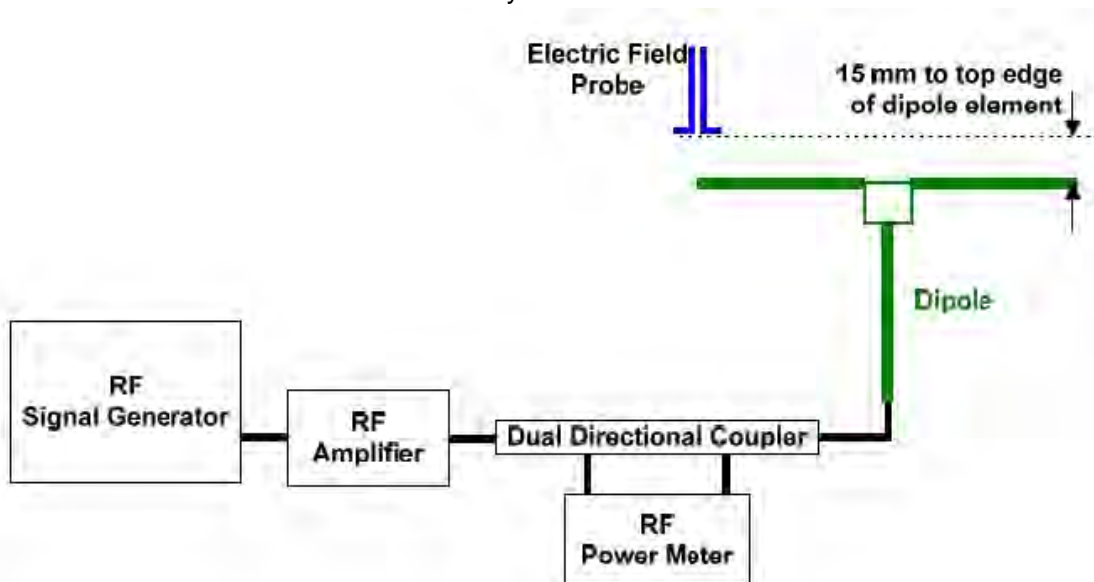 Electric Field
Probe
15 mm to top edge
of dipole element
Dipole
RF
Signal Generator
RF
Amplifier
Dual Directional Coupler
RF
Power Meter